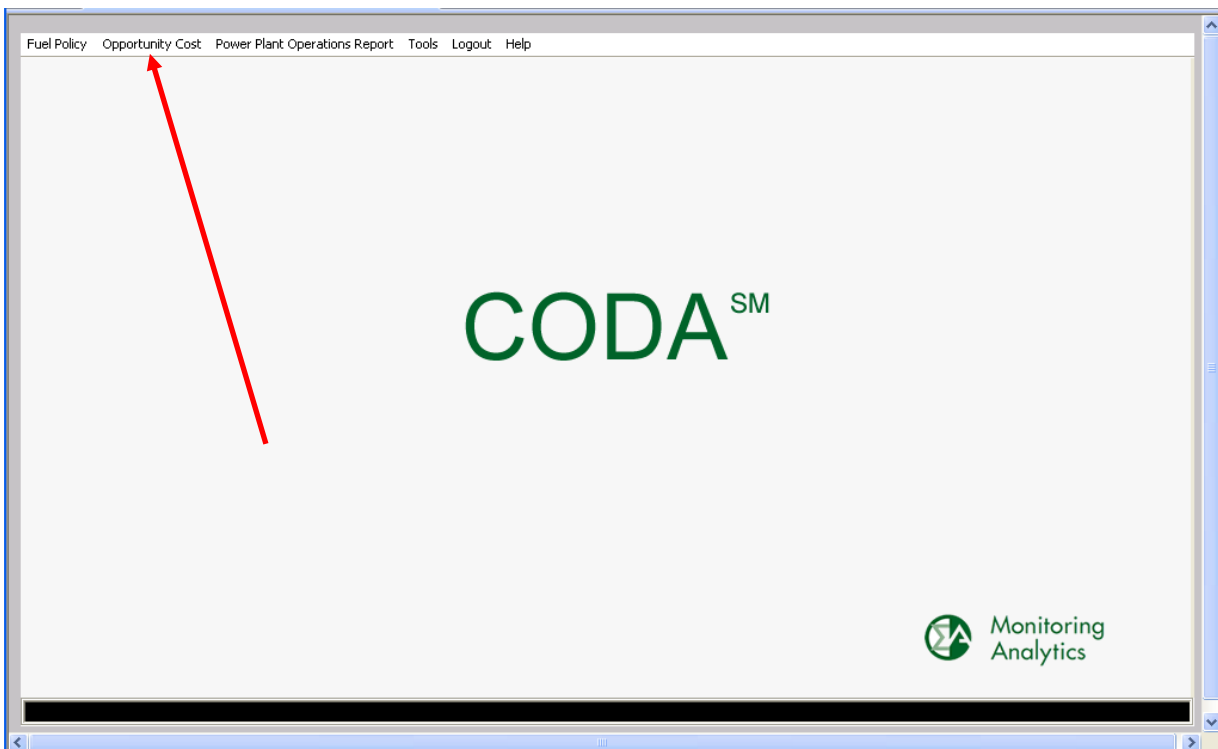 Fuel Policy Opportunity Cost Power Plant Operations Report Tools Logout Help
CODA SM
Monitoring
Analytics